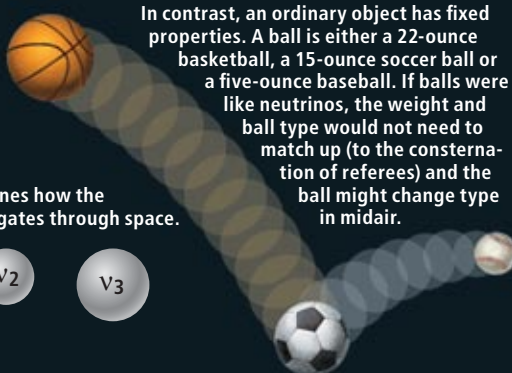 In contrast, an ordinary object has fixed
properties. A ball is either a 22-ounce
basketball, a 15-ounce soccer ball or
a five-ounce baseball. If balls were
like neutrinos, the weight and
ball type would not need to
match up (to the consterna-
tion of referees) and the
ball might change type
in midair.
nes how the
gates through space.
ν2
ν3